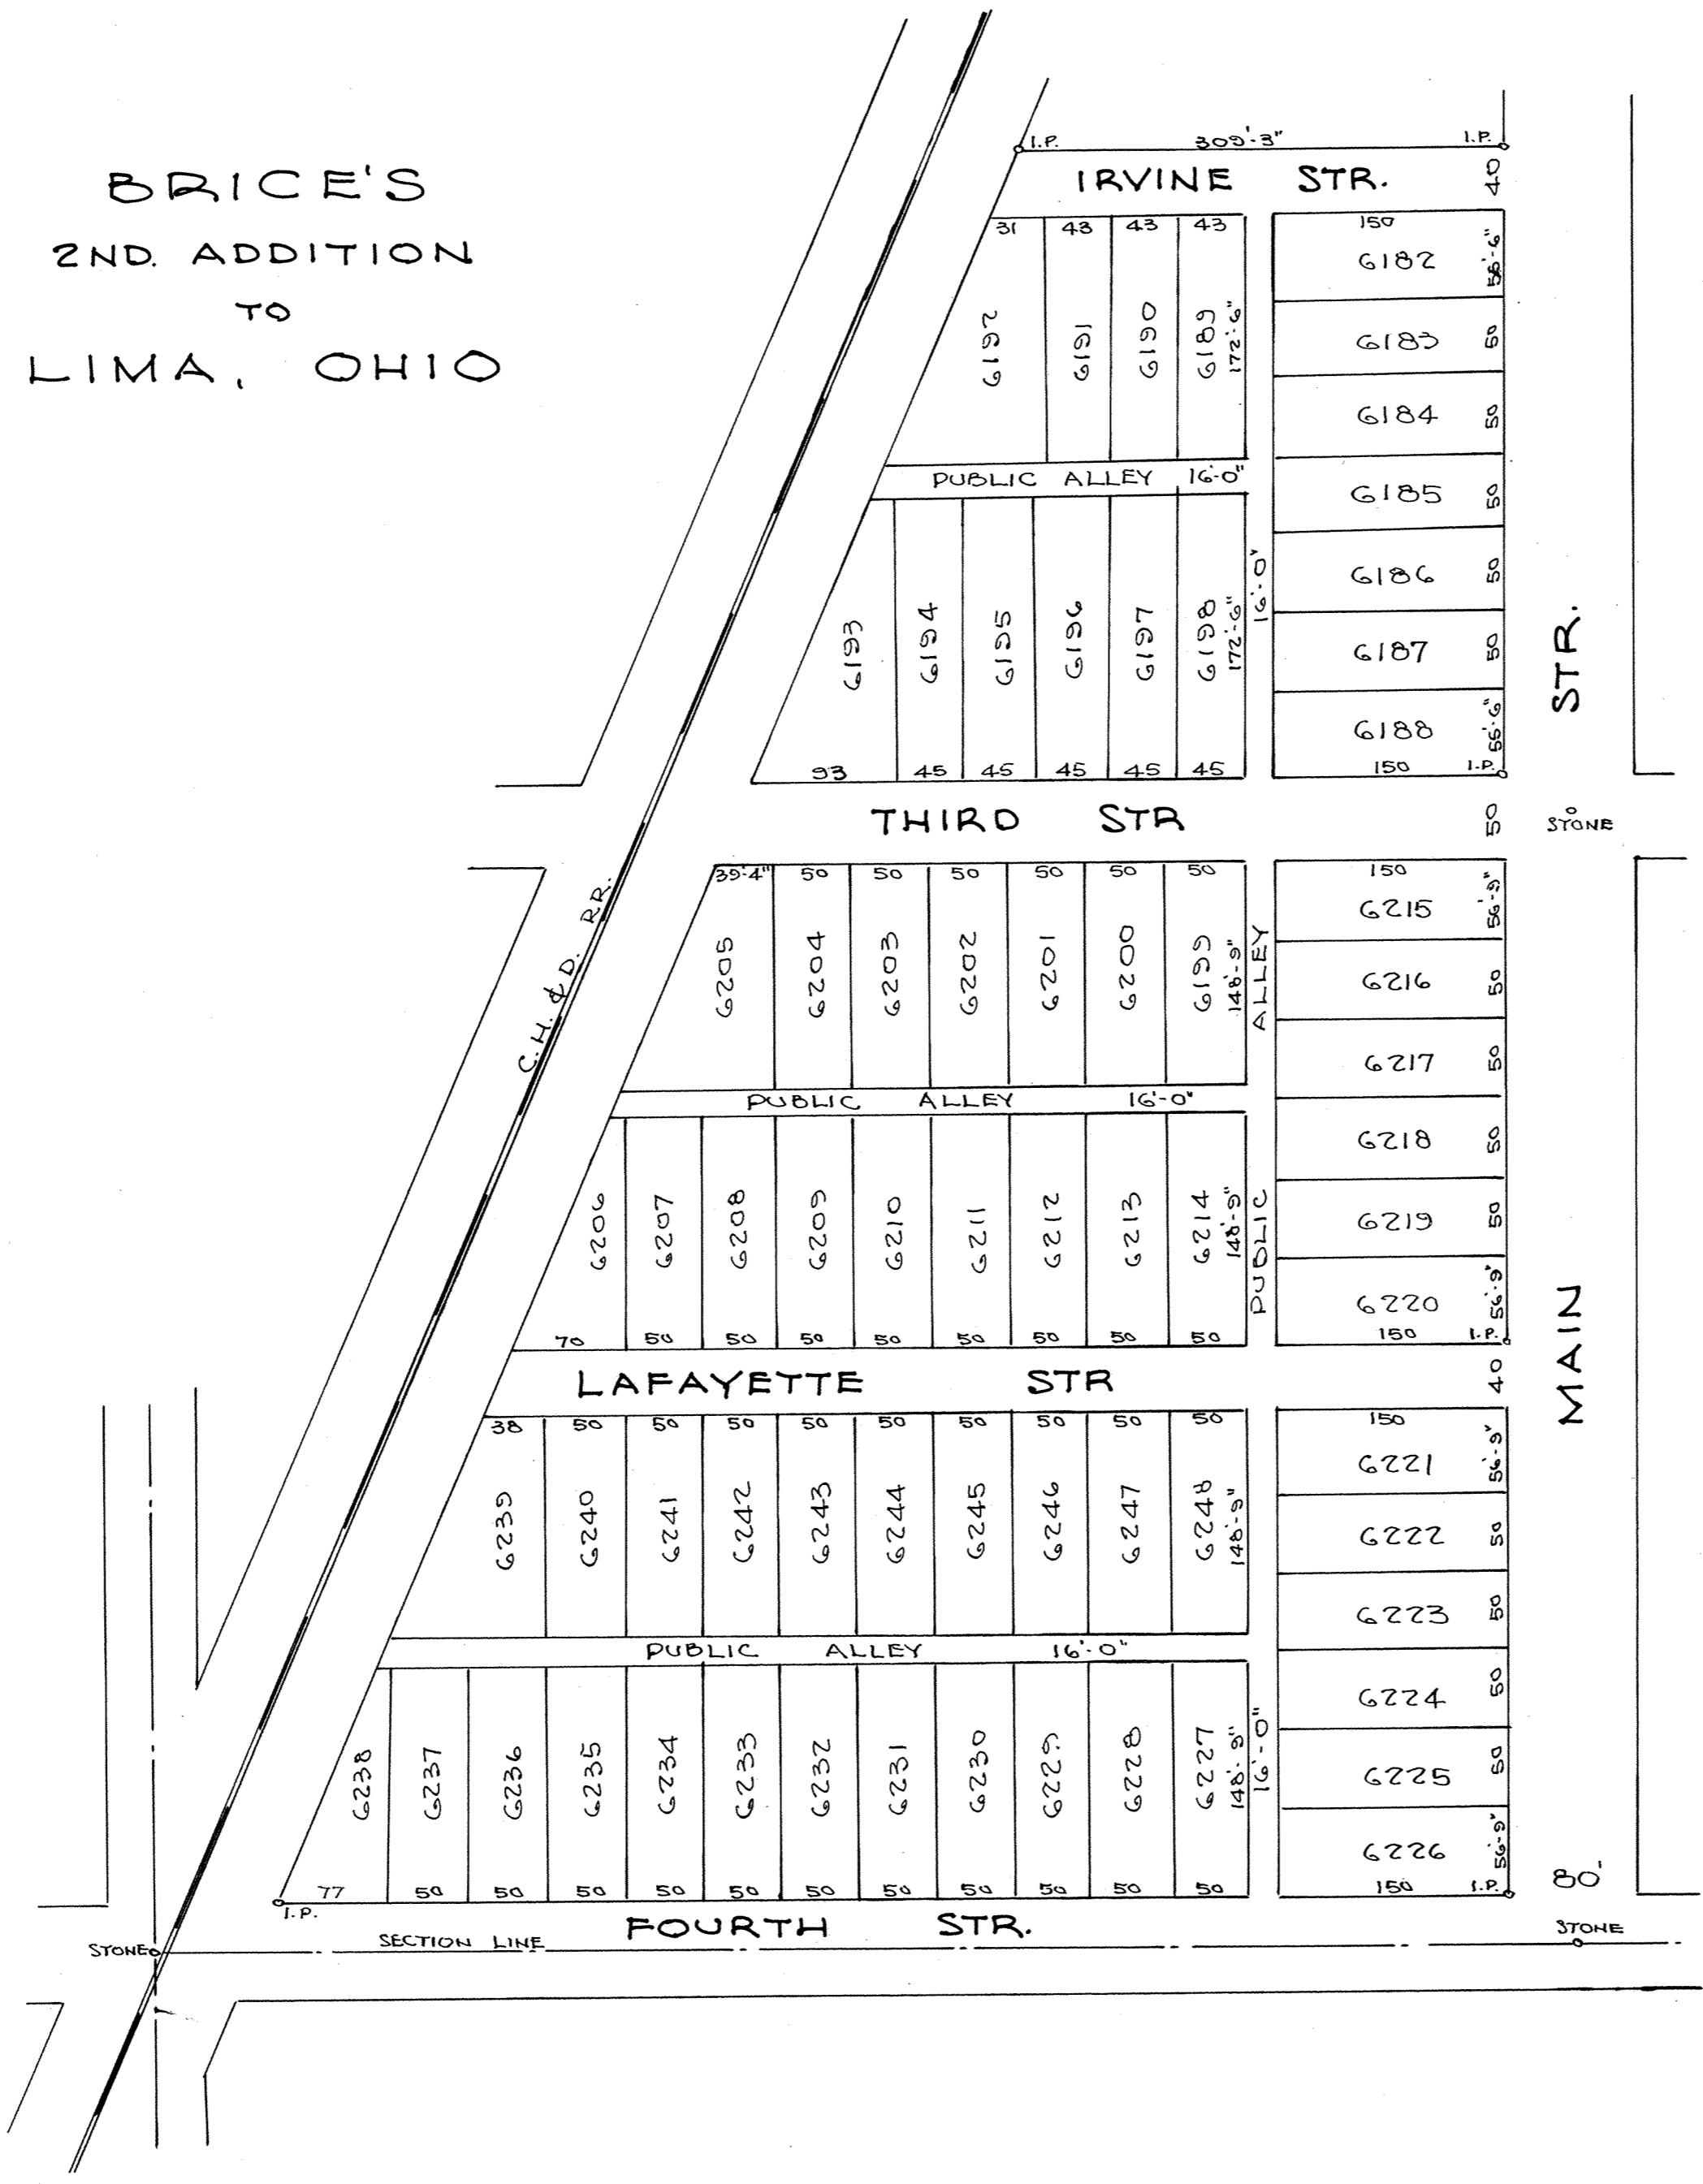 BRICE'S
2ND. ADDITION
TO
LIMA, OHIO
I.P. 309'-3" I.P.
IRVINE STR. 40
31 43 43 43
6192 6191 6190 6189 172'-6"
PUBLIC ALLEY 16'-0"
6193 6194 6195 6196 6197 6198 172'-6"
93 45 45 45 45 45
16'-0"
150
6182 56'-6"
6183 50
6184 50
6185 50
6186 50
6187 50
6188 56'-6"
150 I.P.
THIRD STR 50
STONE
39'-4" 50 50 50 50 50 50
6205 6204 6203 6202 6201 6200 6199 148'-9"
PUBLIC ALLEY 16'-0"
6206 6207 6208 6209 6210 6211 6212 6213 6214 148'-9"
70 50 50 50 50 50 50 50 50
PUBLIC ALLEY
150
6215 56'-9"
6216 50
6217 50
6218 50
6219 50
6220 56'-9"
150 I.P.
LAFAYETTE STR 40
38 50 50 50 50 50 50 50 50 50
6239 6240 6241 6242 6243 6244 6245 6246 6247 6248 148'-9"
PUBLIC ALLEY 16'-0"
6238 6237 6236 6235 6234 6233 6232 6231 6230 6229 6228 6227 148'-9"
77 50 50 50 50 50 50 50 50 50 50 50
16'-0"
150
6221 56'-9"
6222 50
6223 50
6224 50
6225 50
6226 56'-9"
150 I.P.
MAIN STR.
80'
C.H. & D. RR.
I.P.
FOURTH STR.
STONE
SECTION LINE
STONE